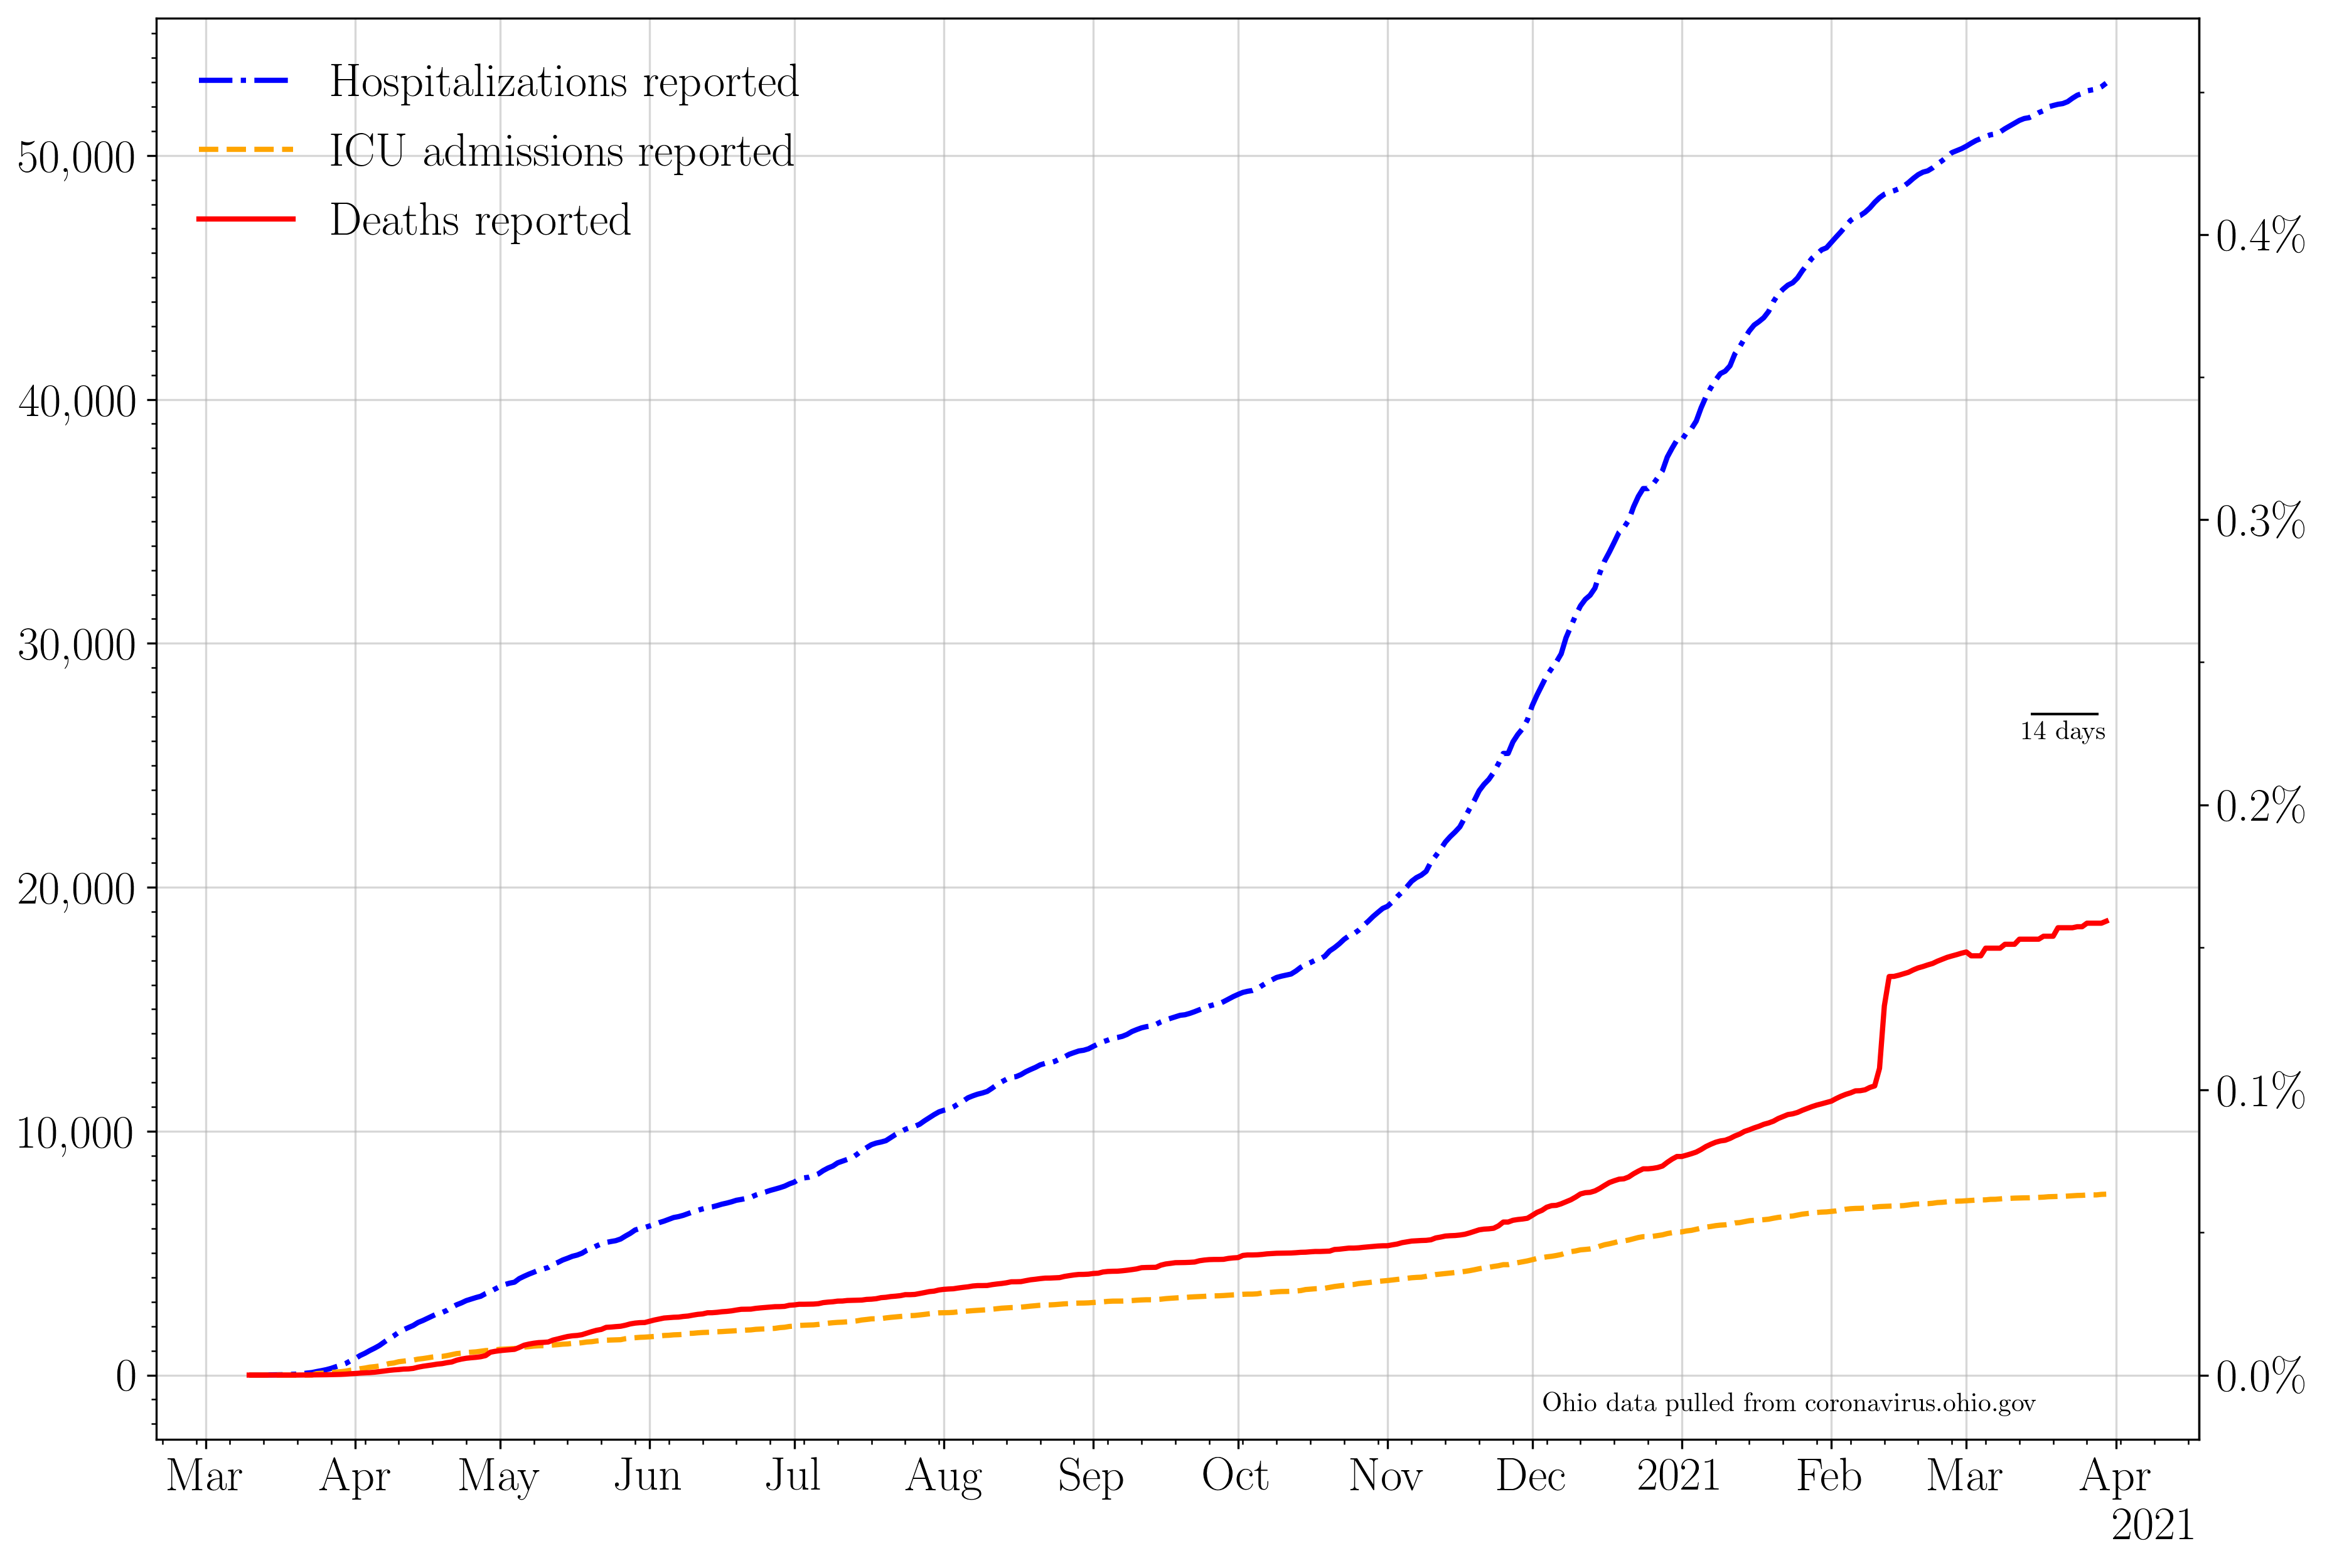 Hospitalizations reported
ICU admissions reported
Deaths reported
50,000
40,000
30,000
20,000
10,000
0
0.4%
0.3%
0.2%
0.1%
0.0%
14 days
Ohio data pulled from coronavirus.ohio.gov
Mar Apr May Jun Jul Aug Sep Oct Nov Dec 2021 Feb Mar Apr
2021